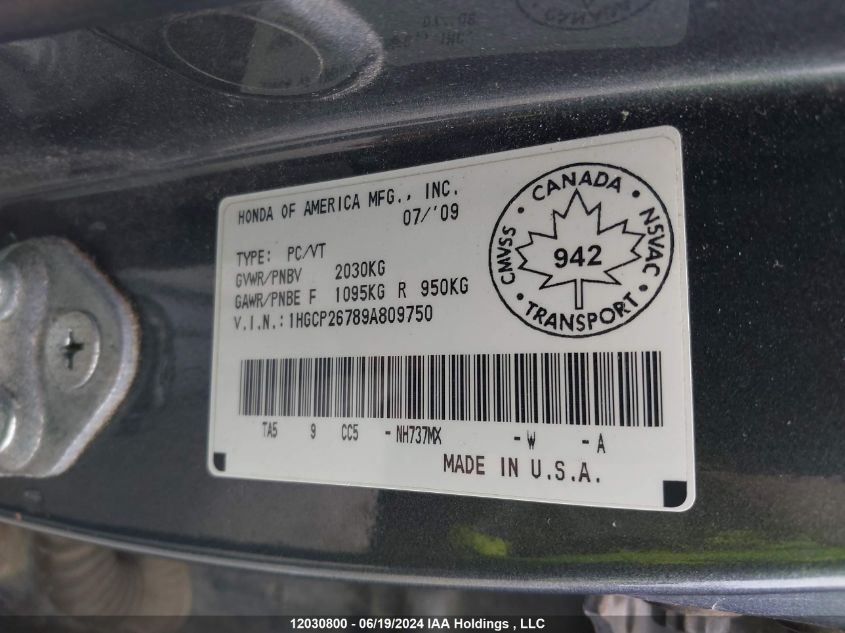 HONDA OF AMERICA MFG., INC.
07/'09
TYPE: PC/VT
GVWR/PNBV 2030KG
GAWR/PNBE F 1095KG R 950KG
V.I.N.:1HGCP26789A809750
CANADA
CMVSS
NSVAC
942
TRANSPORT
TA5 9 CC5 -NH737MX -W -A
MADE IN U.S.A.
12030800 - 06/19/2024 IAA Holdings , LLC